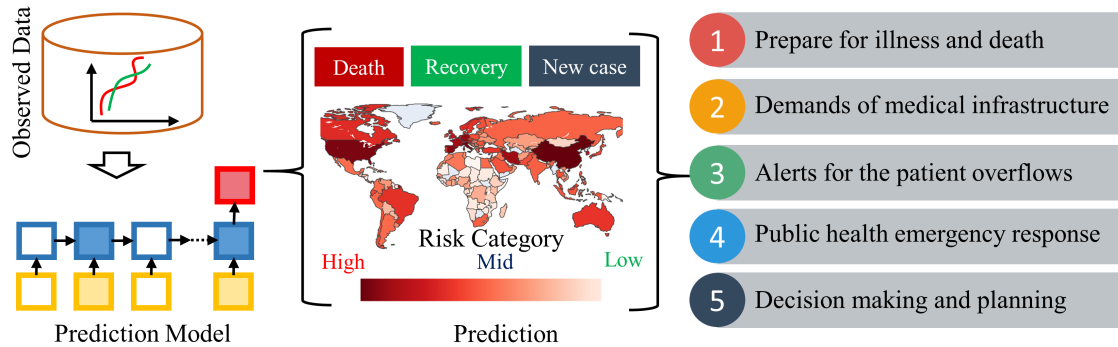 Observed Data
Prediction Model
Death
Recovery
New case
Risk Category
High
Mid
Low
Prediction
1 Prepare for illness and death
2 Demands of medical infrastructure
3 Alerts for the patient overflows
4 Public health emergency response
5 Decision making and planning